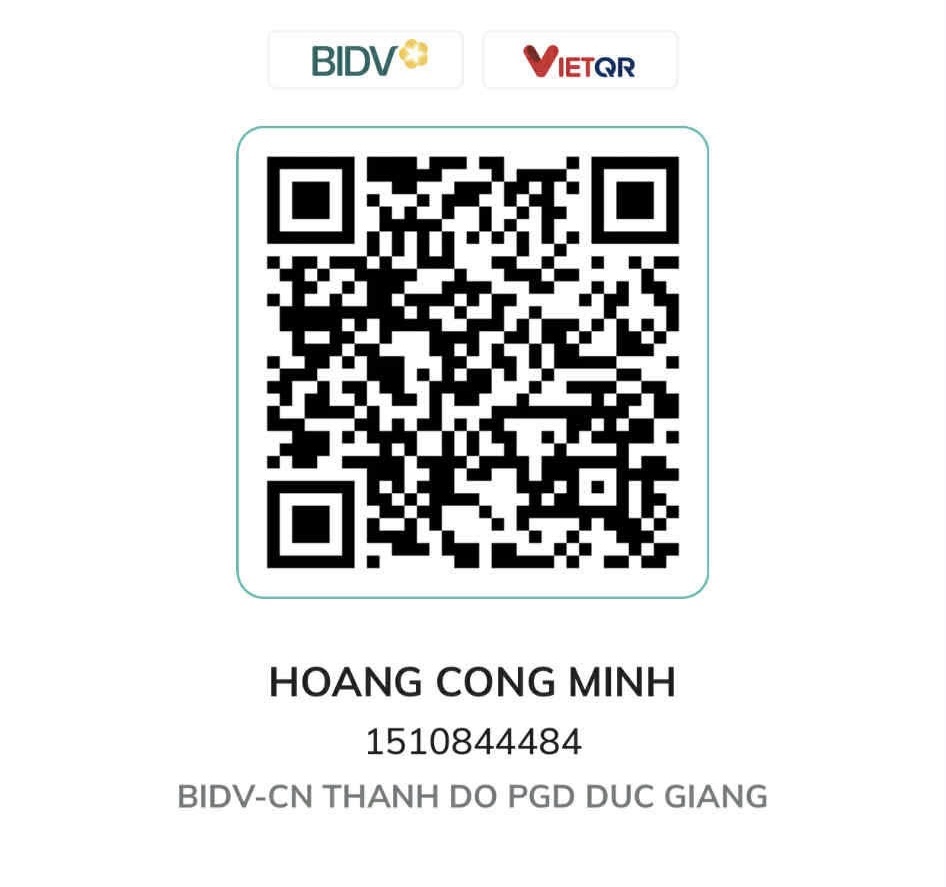 BIDV VIETQR
HOANG CONG MINH
1510844484
BIDV-CN THANH DO PGD DUC GIANG